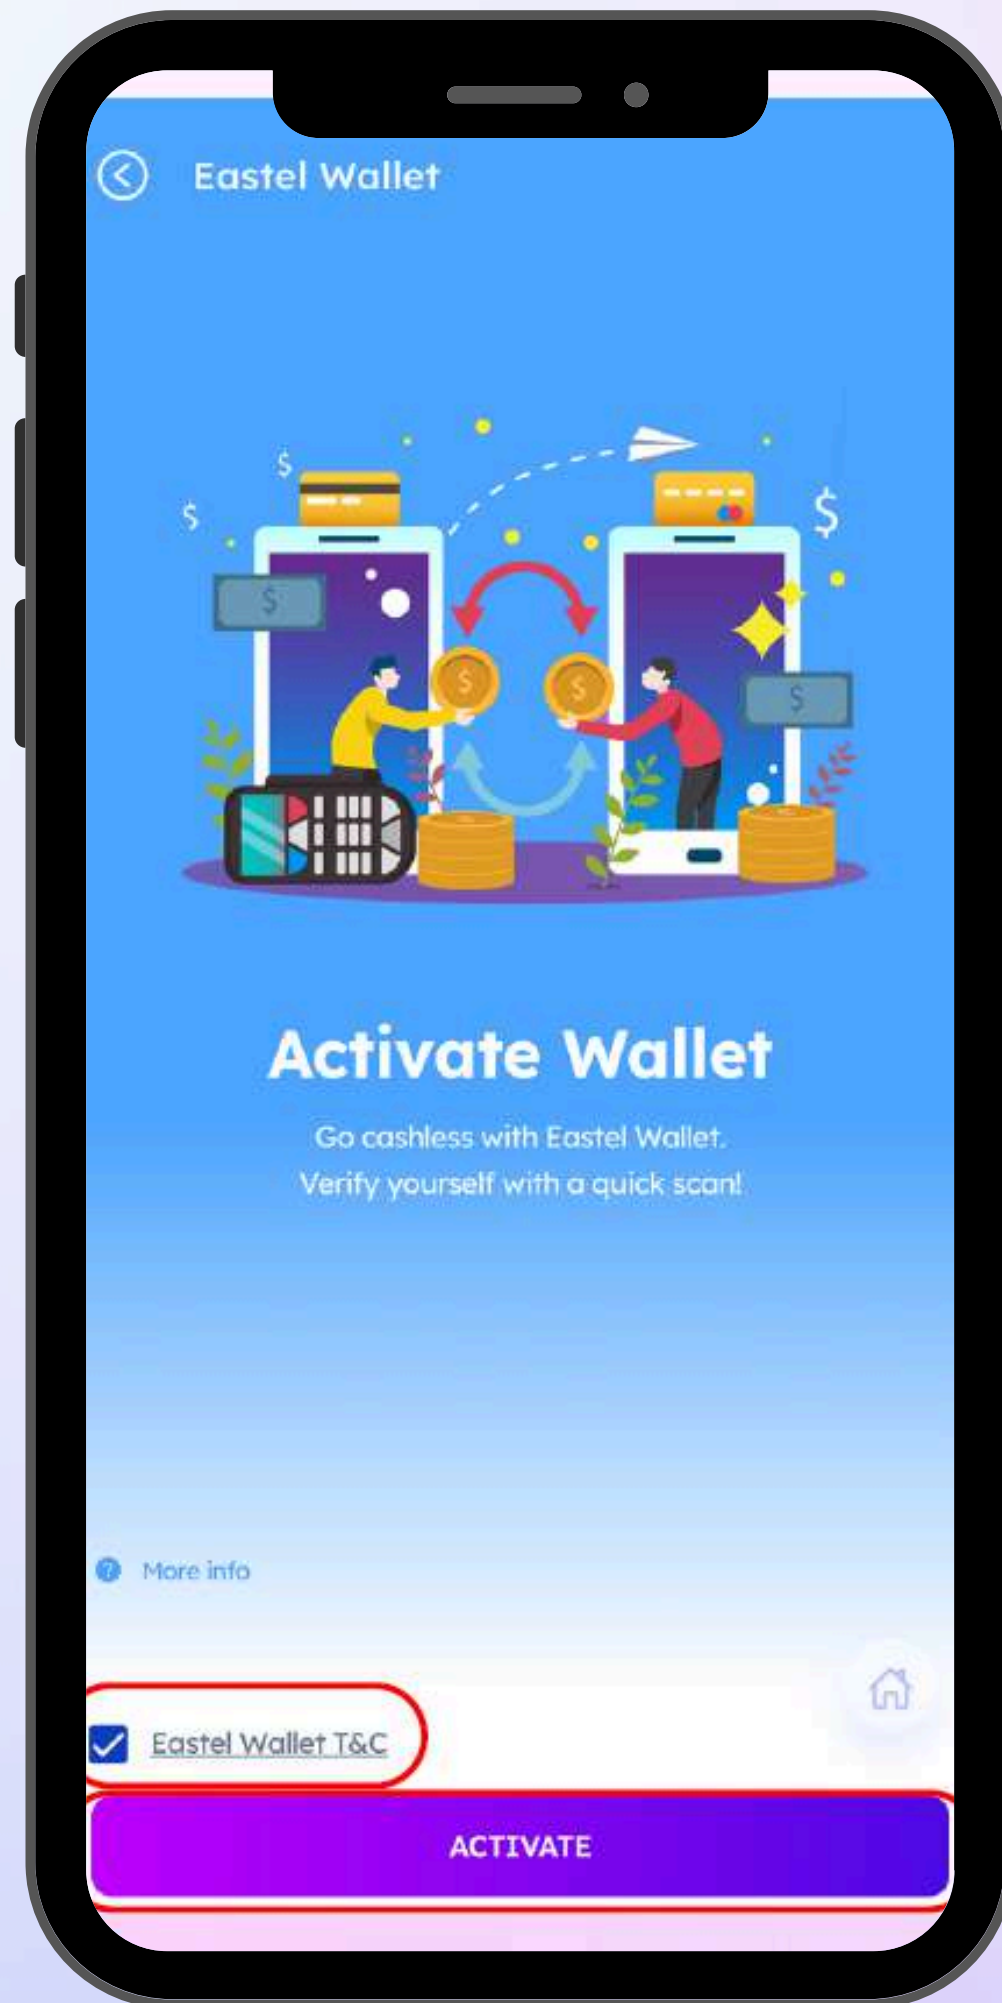 Eastel Wallet
$
$
$
$
$
$
$
Activate Wallet
Go cashless with Eastel Wallet.
Verify yourself with a quick scan!
? More info
Eastel Wallet T&C
ACTIVATE